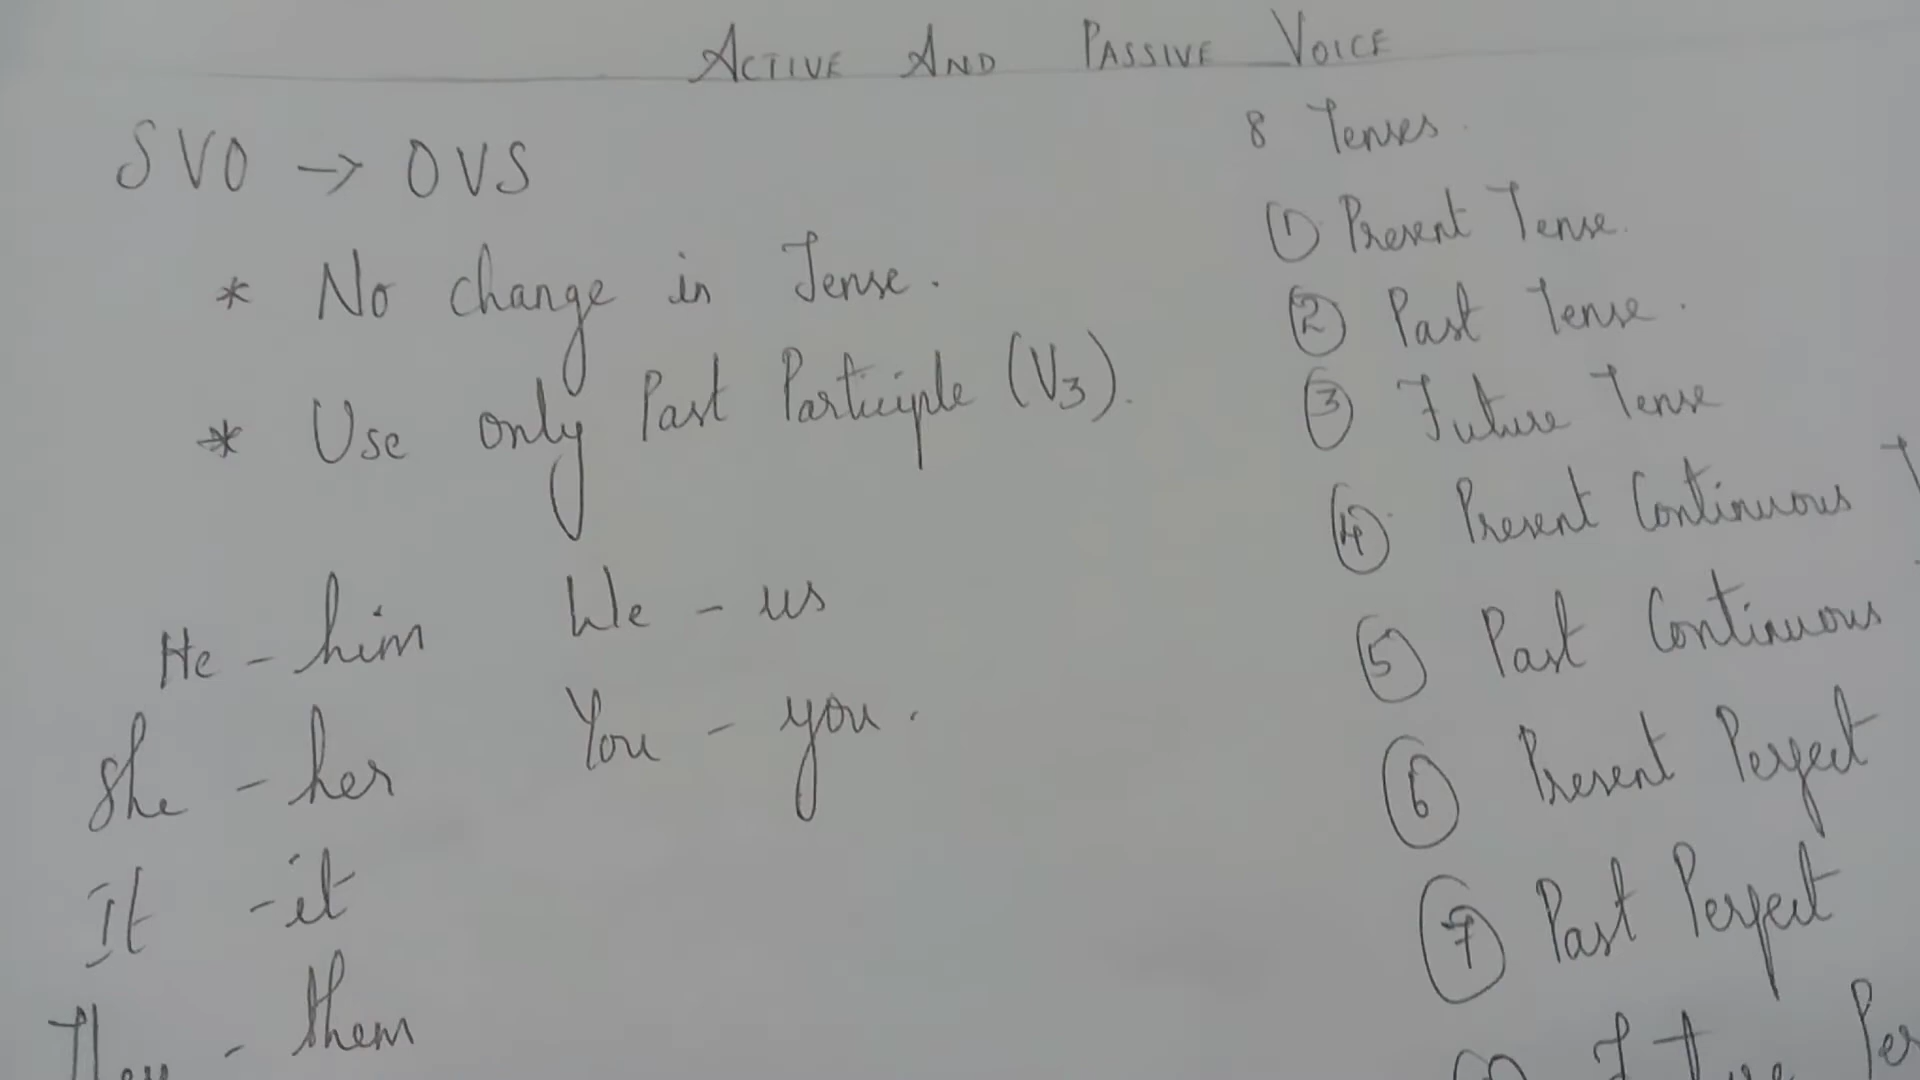 ACTIVE AND PASSIVE VOICE
SVO → OVS
* No change in Tense.
* Use only Past Participle (V3).
He - him
We - us
She - her
You - you.
It - it
They - them
8 Tenses.
① Present Tense.
② Past Tense.
③ Future Tense
④ Present Continuous
⑤ Past Continuous
⑥ Present Perfect
⑦ Past Perfect
Future